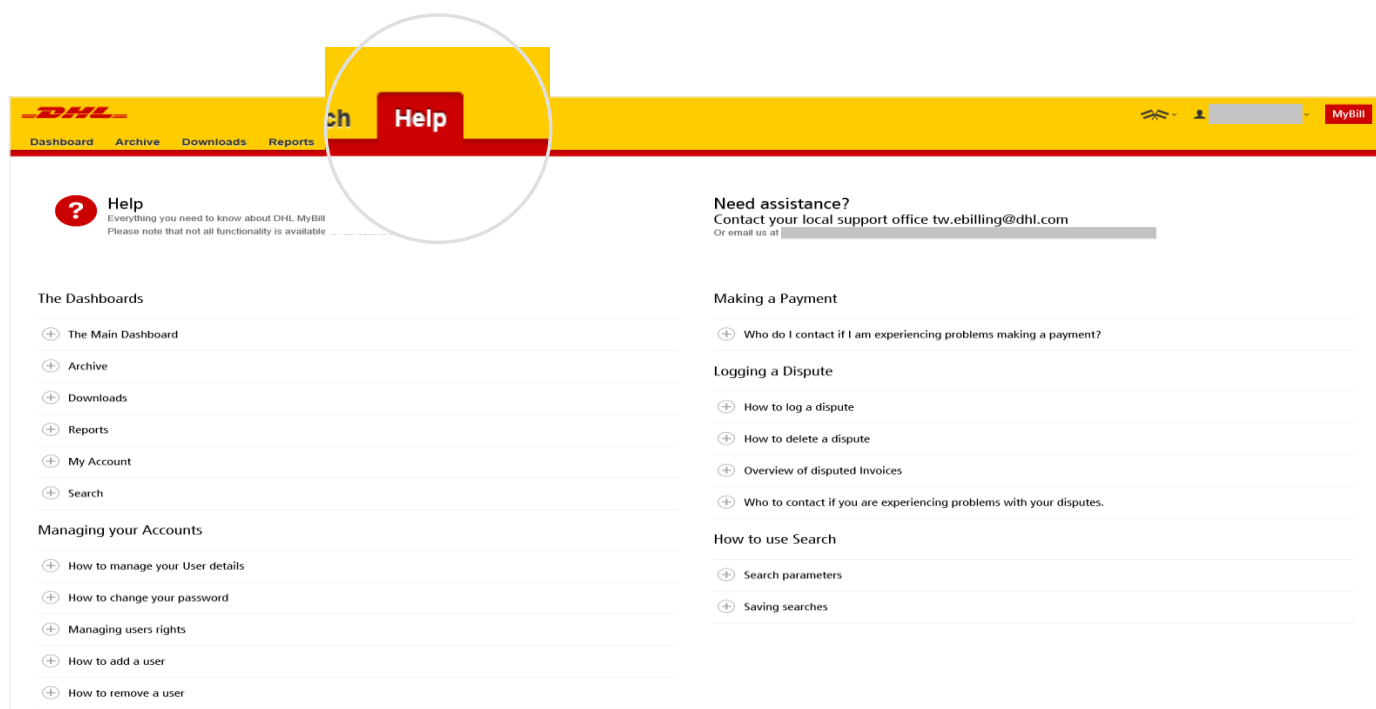 DHL
Dashboard Archive Downloads Reports
ch Help
MyBill
?
Help
Everything you need to know about DHL MyBill
Please note that not all functionality is available
Need assistance?
Contact your local support office tw.ebilling@dhl.com
Or email us at
The Dashboards
The Main Dashboard
Archive
Downloads
Reports
My Account
Search
Managing your Accounts
How to manage your User details
How to change your password
Managing users rights
How to add a user
How to remove a user
Making a Payment
Who do I contact if I am experiencing problems making a payment?
Logging a Dispute
How to log a dispute
How to delete a dispute
Overview of disputed Invoices
Who to contact if you are experiencing problems with your disputes.
How to use Search
Search parameters
Saving searches